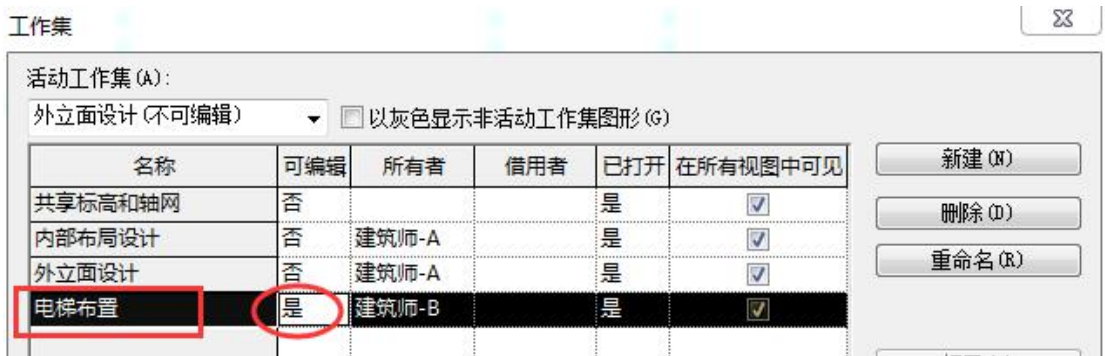 工作集
活动工作集(A):
外立面设计(不可编辑) 以灰色显示非活动工作集图形(G)
名称 可编辑 所有者 借用者 已打开 在所有视图中可见 新建(N)
共享标高和轴网 否 是 删除(D)
内部布局设计 否 建筑师-A 是
外立面设计 否 建筑师-A 是 重命名(R)
电梯布置 是 建筑师-B 是